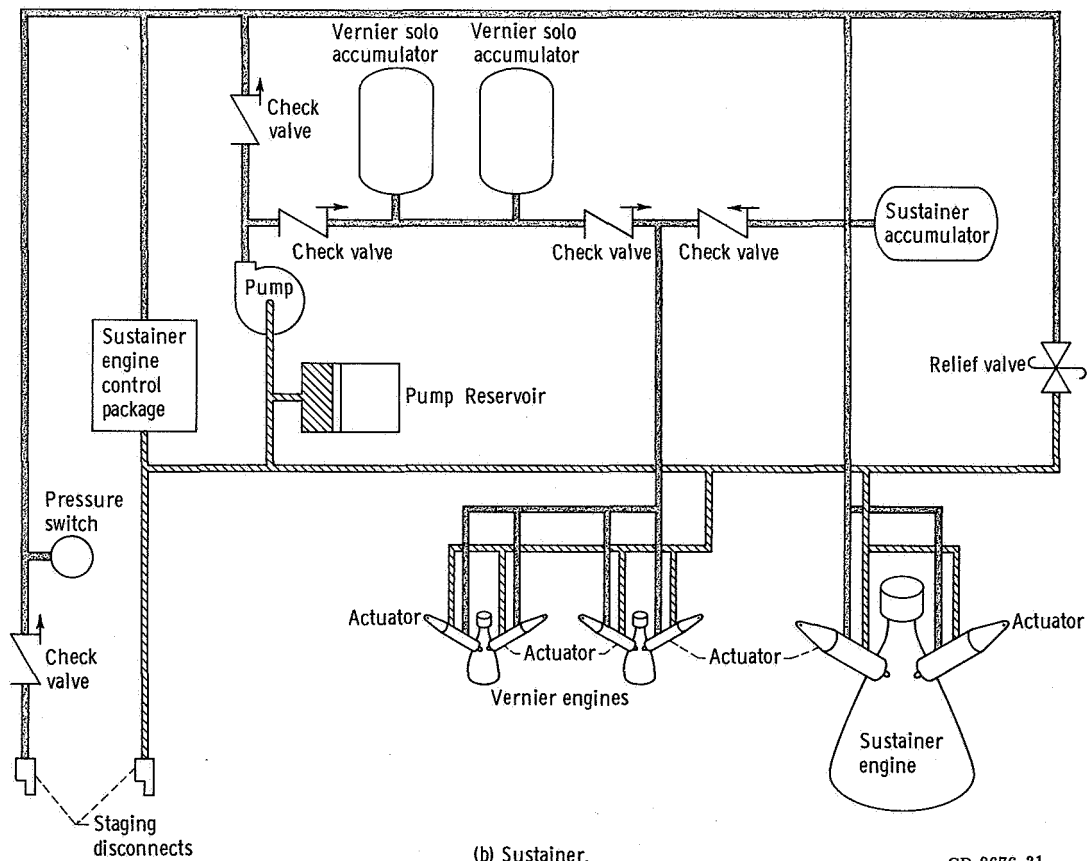 Vernier solo
accumulator
Vernier solo
accumulator
Check
valve
Check valve
Check valve
Check valve
Sustainer
accumulator
Pump
Sustainer
engine
control
package
Pump Reservoir
Relief valve
Pressure
switch
Check
valve
Actuator
Actuator
Vernier engines
Actuator
Actuator
Sustainer
engine
Staging
disconnects
(b) Sustainer.